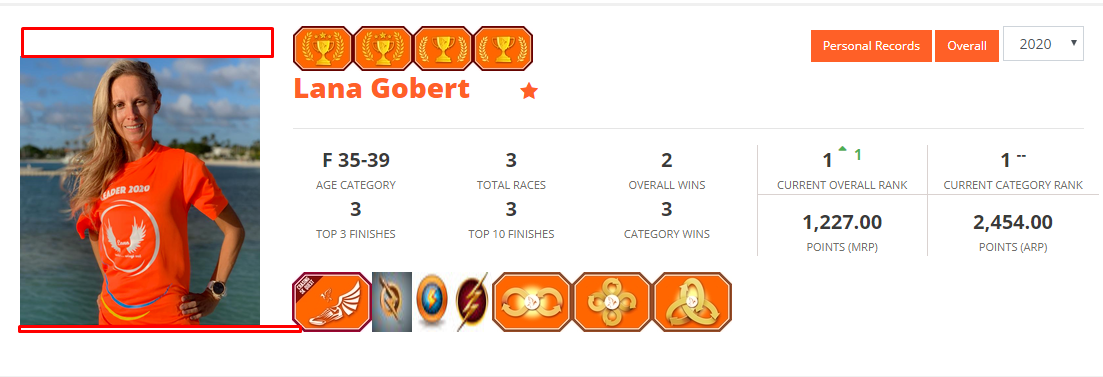 Personal Records
Overall
2020
Lana Gobert
F 35-39
AGE CATEGORY
3
TOTAL RACES
2
OVERALL WINS
1 1
CURRENT OVERALL RANK
1 --
CURRENT CATEGORY RANK
3
TOP 3 FINISHES
3
TOP 10 FINISHES
3
CATEGORY WINS
1,227.00
POINTS (MRP)
2,454.00
POINTS (ARP)
LEADER 2020